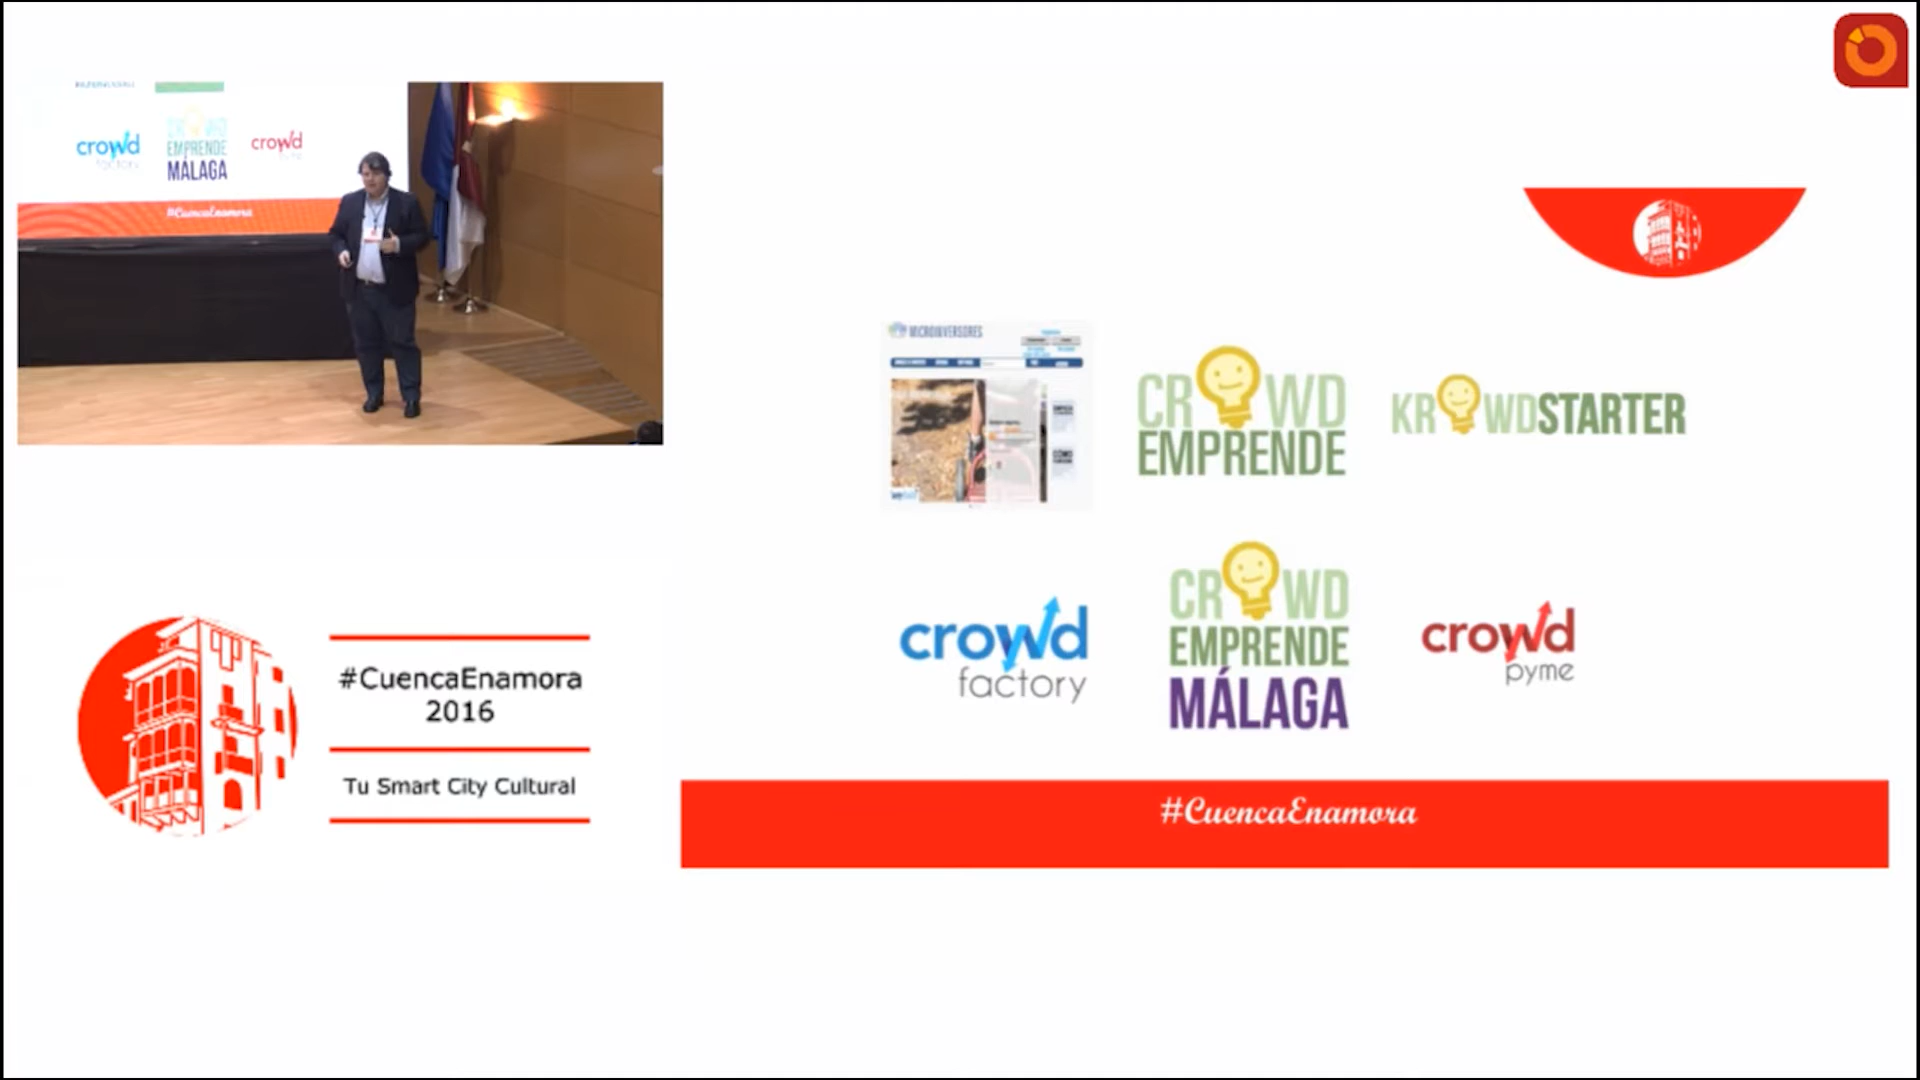 crowd
factory
CROWD
EMPRENDE
MÁLAGA
crowd
pyme
#CuencaEnamora
#CuencaEnamora
2016
Tu Smart City Cultural
MICROINVERSORES
CROWD
EMPRENDE
KROWDSTARTER
crowd
factory
CROWD
EMPRENDE
MÁLAGA
crowd
pyme
#CuencaEnamora